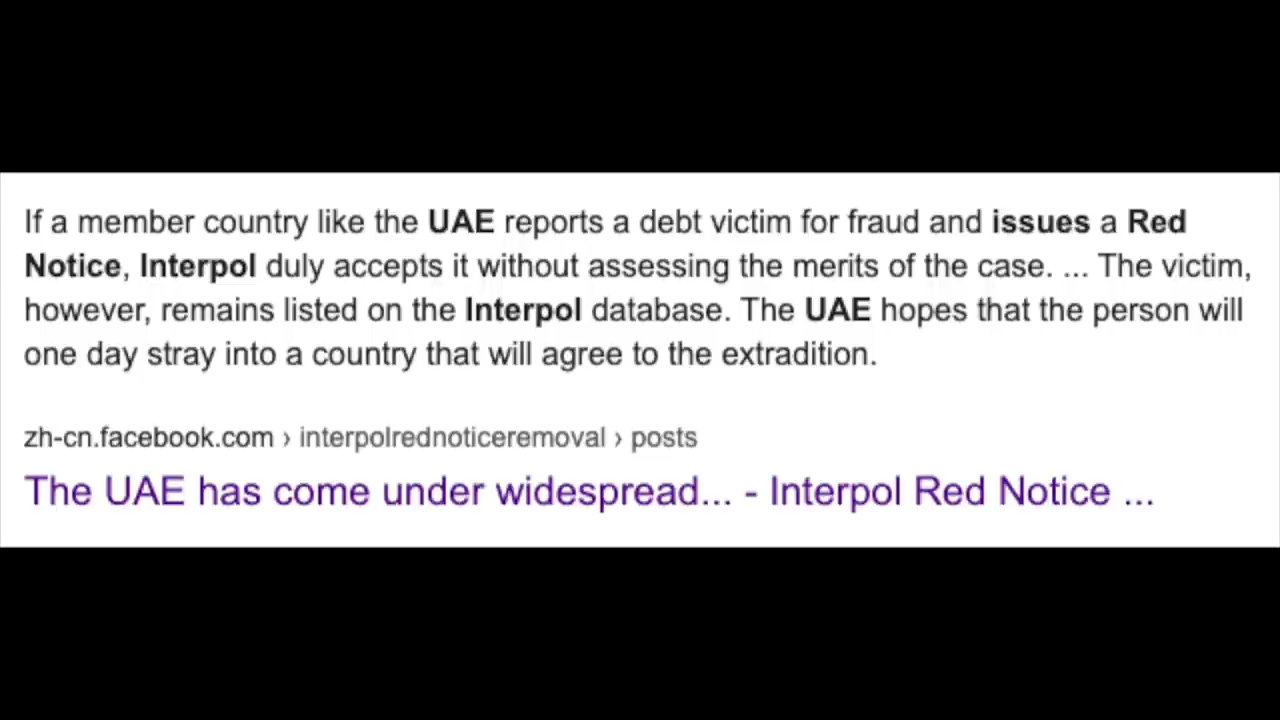 If a member country like the UAE reports a debt victim for fraud and issues a Red
Notice, Interpol duly accepts it without assessing the merits of the case. ... The victim,
however, remains listed on the Interpol database. The UAE hopes that the person will
one day stray into a country that will agree to the extradition.
zh-cn.facebook.com › interpolrednoticeremoval › posts
The UAE has come under widespread... - Interpol Red Notice ...